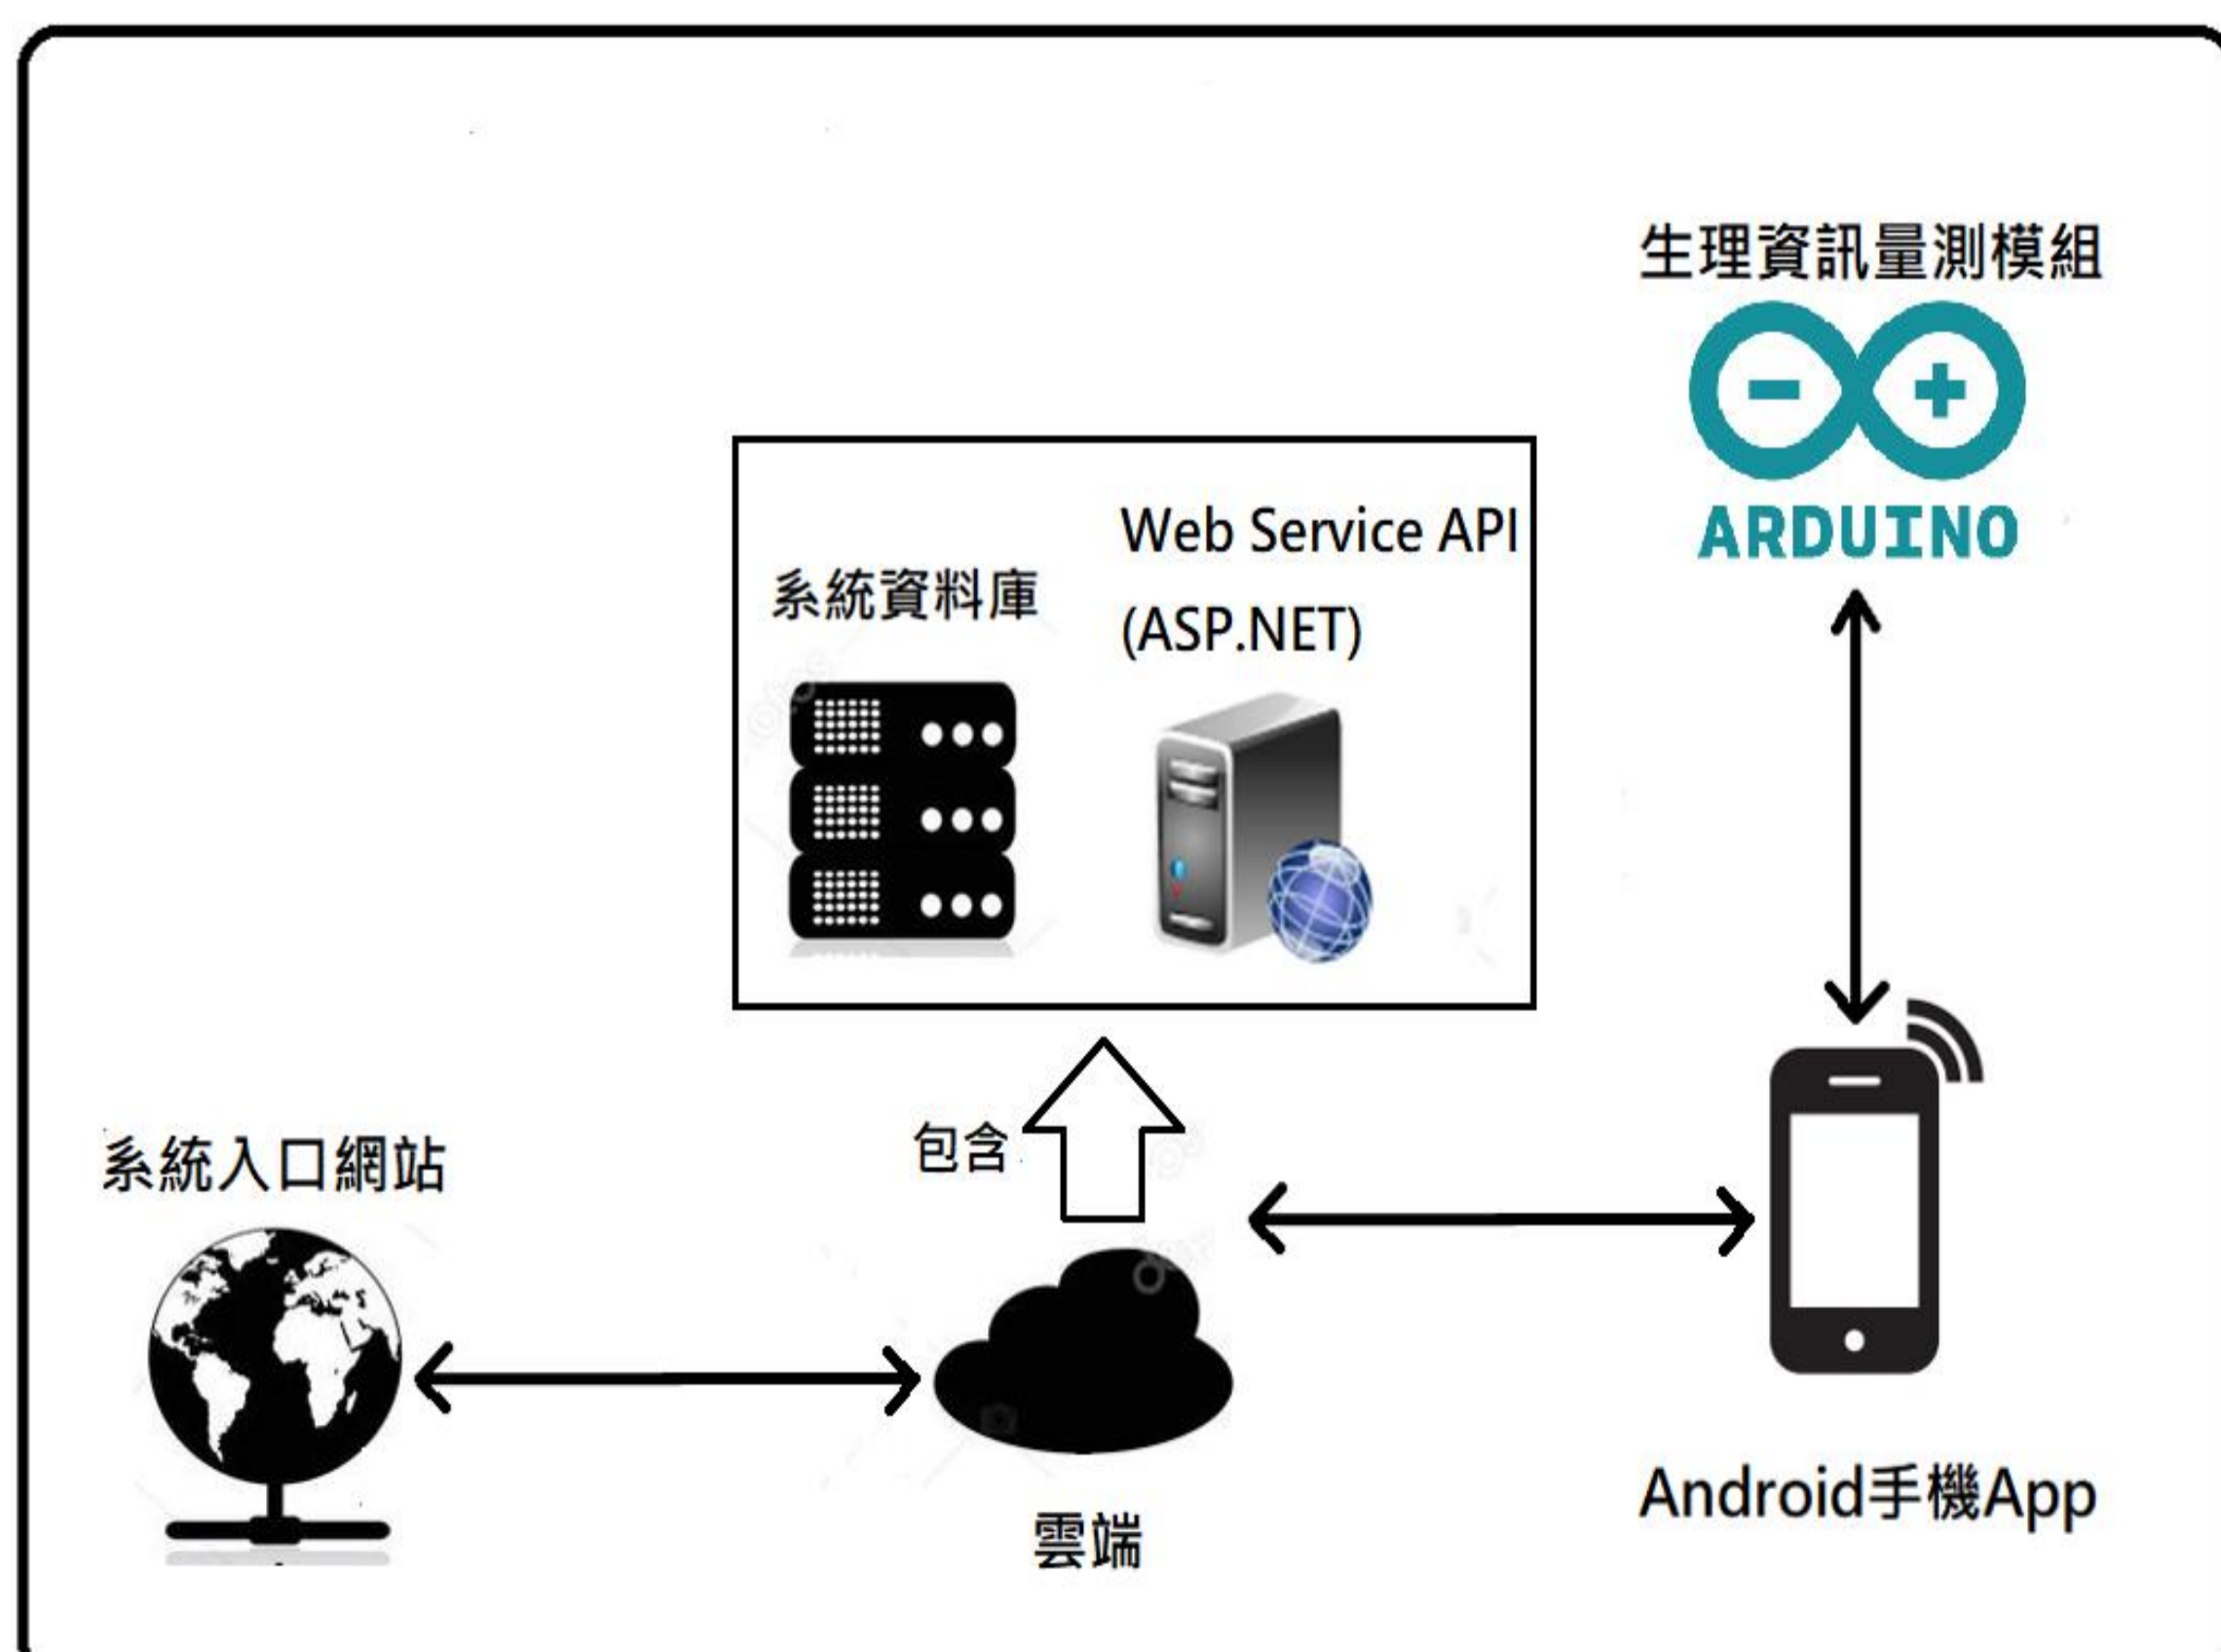 生理資訊量測模組
ARDUINO
Web Service API
(ASP.NET)
系統資料庫
包含
系統入口網站
雲端
Android手機App